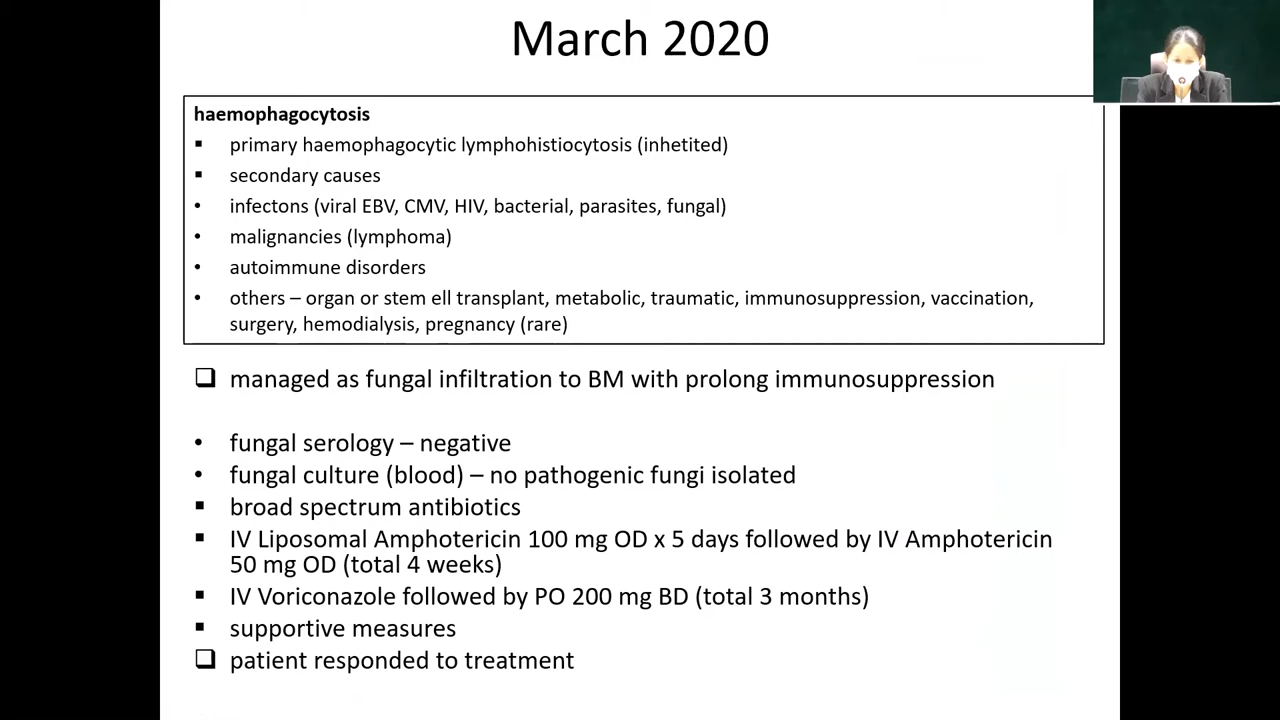 March 2020
haemophagocytosis
▪ primary haemophagocytic lymphohistiocytosis (inhetited)
▪ secondary causes
• infectons (viral EBV, CMV, HIV, bacterial, parasites, fungal)
• malignancies (lymphoma)
• autoimmune disorders
• others – organ or stem ell transplant, metabolic, traumatic, immunosuppression, vaccination,
surgery, hemodialysis, pregnancy (rare)
❑ managed as fungal infiltration to BM with prolong immunosuppression
• fungal serology – negative
• fungal culture (blood) – no pathogenic fungi isolated
▪ broad spectrum antibiotics
▪ IV Liposomal Amphotericin 100 mg OD x 5 days followed by IV Amphotericin
50 mg OD (total 4 weeks)
▪ IV Voriconazole followed by PO 200 mg BD (total 3 months)
▪ supportive measures
❑ patient responded to treatment